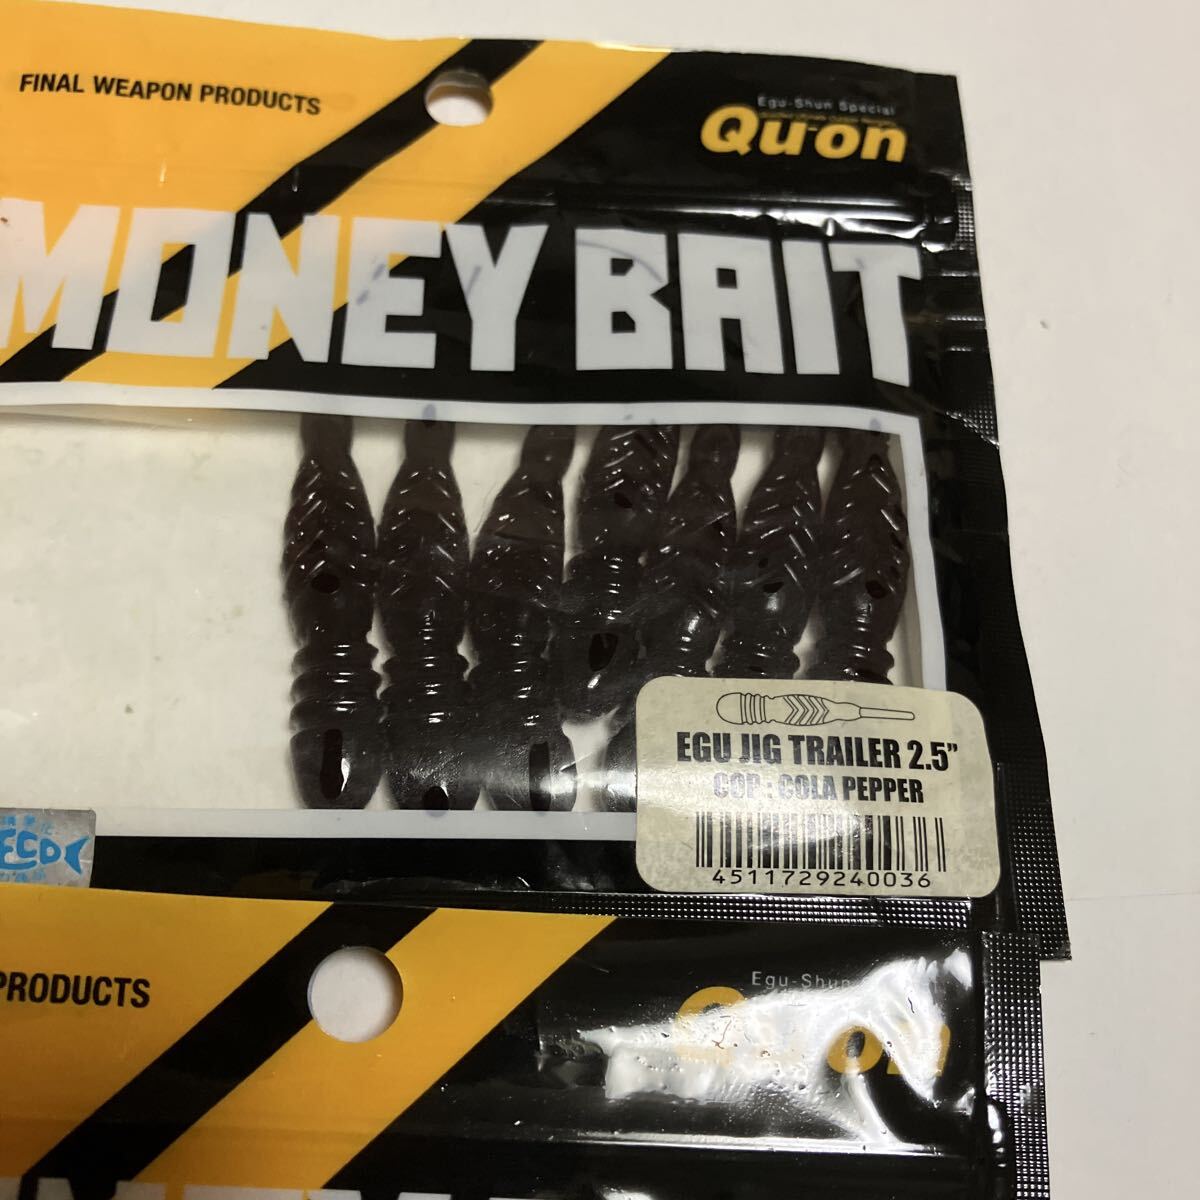 FINAL WEAPON PRODUCTS
Egu-Shun Special
Qu-on
MONEY BAIT
EGU JIG TRAILER 2.5”
COP : COLA PEPPER
4511729240036
ECO
PRODUCTS
Egu-Shun